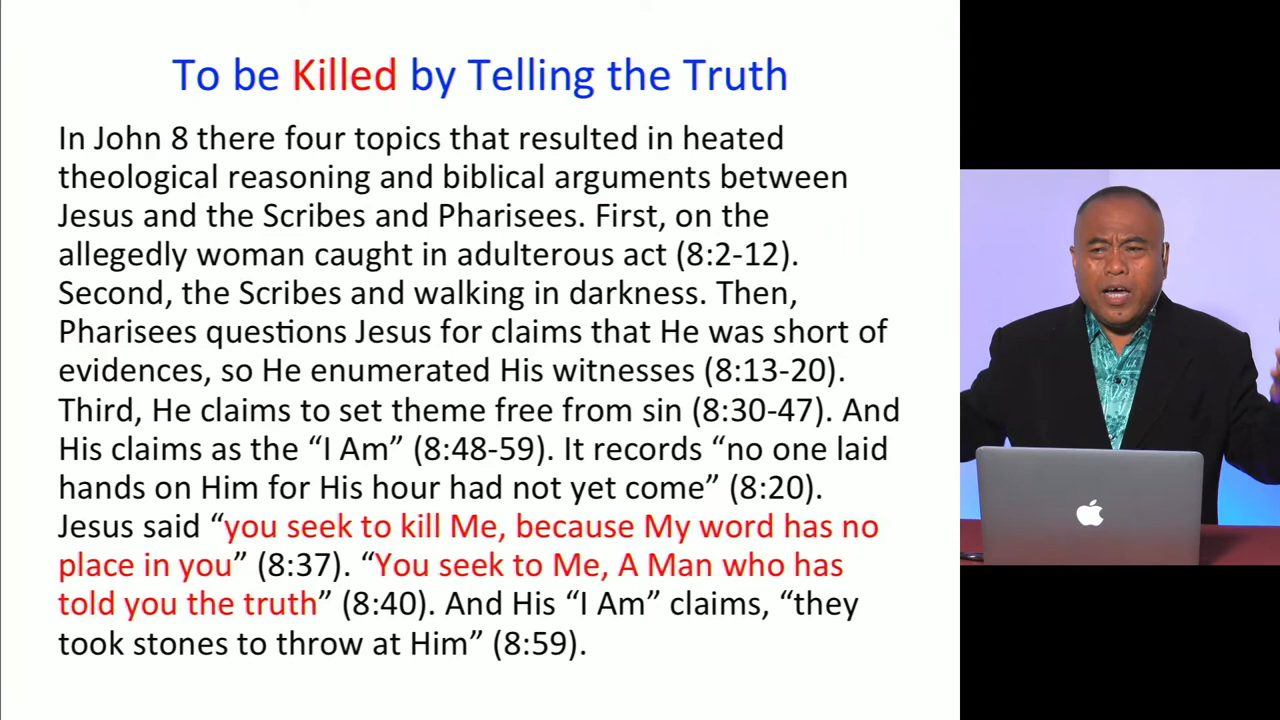 To be Killed by Telling the Truth
In John 8 there four topics that resulted in heated
theological reasoning and biblical arguments between
Jesus and the Scribes and Pharisees. First, on the
allegedly woman caught in adulterous act (8:2-12).
Second, the Scribes and walking in darkness. Then,
Pharisees questions Jesus for claims that He was short of
evidences, so He enumerated His witnesses (8:13-20).
Third, He claims to set theme free from sin (8:30-47). And
His claims as the “I Am” (8:48-59). It records “no one laid
hands on Him for His hour had not yet come” (8:20).
Jesus said “you seek to kill Me, because My word has no
place in you” (8:37). “You seek to Me, A Man who has
told you the truth” (8:40). And His “I Am” claims, “they
took stones to throw at Him” (8:59).